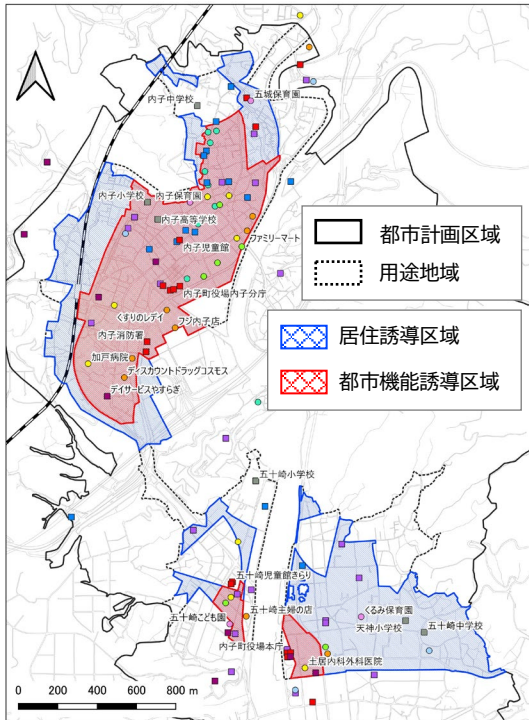 五城保育園
内子中学校
内子小学校
内子保育園
内子高等学校
内子児童館
ファミリーマート
内子町役場内子分庁
くすりのレデイ
フジ内子店
内子消防署
加戸病院
ディスカウントドラッグコスモス
デイサービスやすらぎ
都市計画区域
用途地域
居住誘導区域
都市機能誘導区域
五十崎小学校
五十崎児童館きらり
五十崎こども園
五十崎主婦の店
くるみ保育園
天神小学校
五十崎中学校
内子町役場本庁
土居内科外科医院
0 200 400 600 800 m